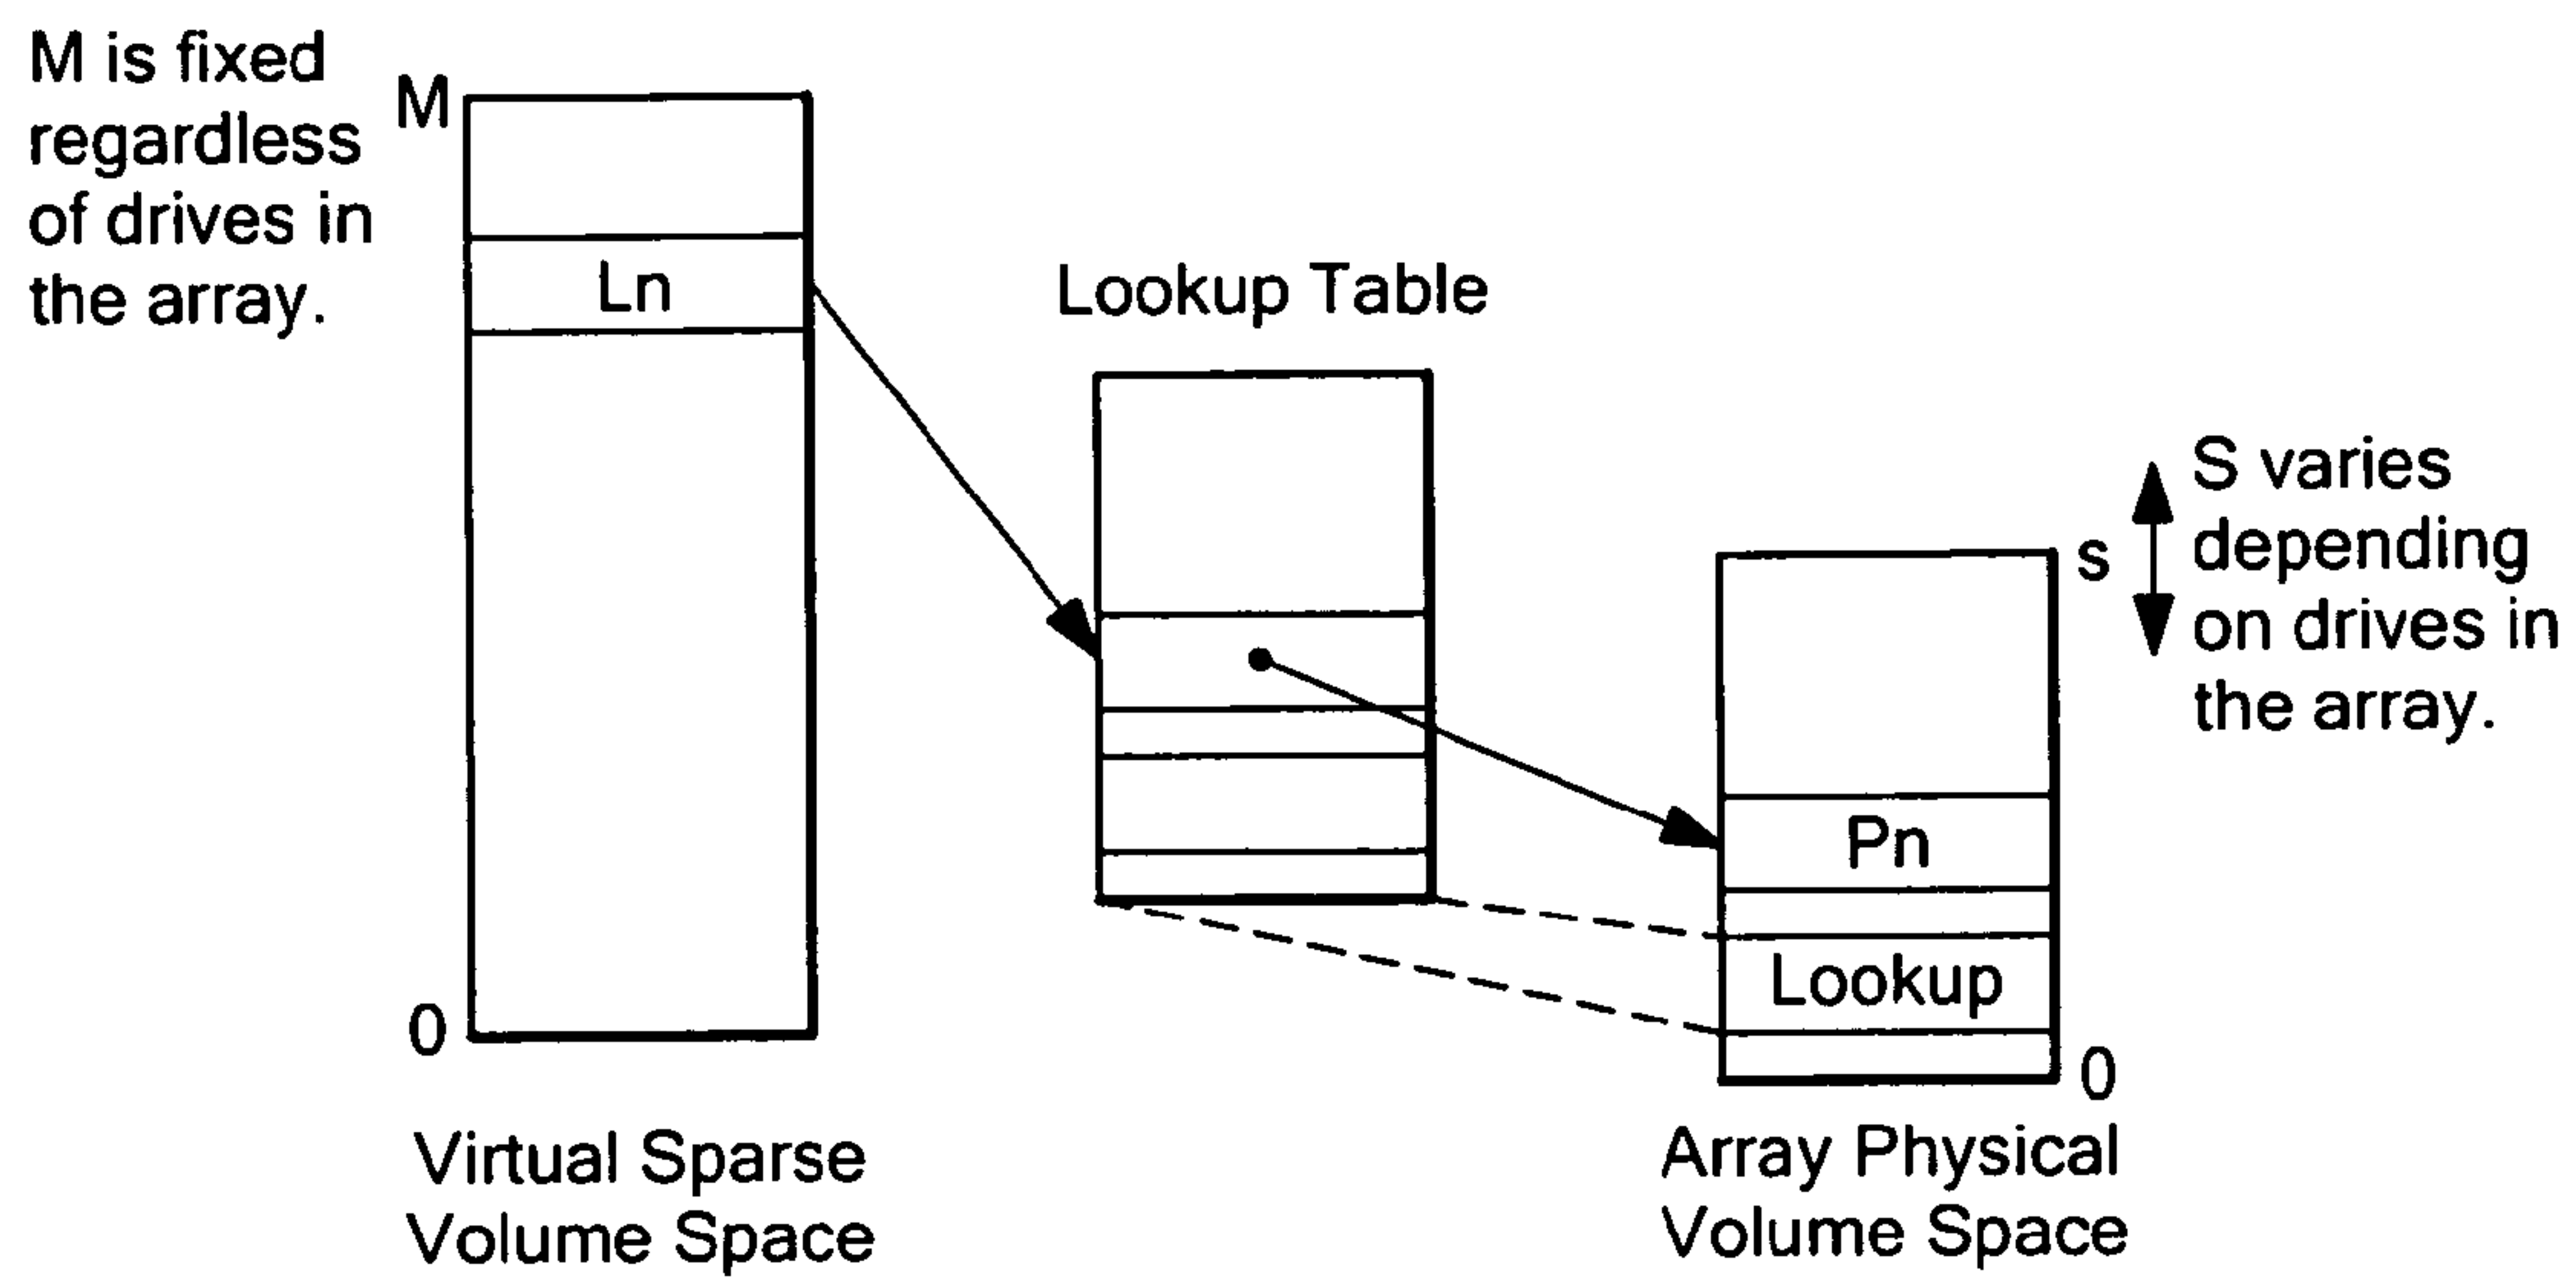 M is fixed
regardless
of drives in
the array.
M
Ln
0
Virtual Sparse
Volume Space
Lookup Table
s
S varies
depending
on drives in
the array.
Pn
Lookup
0
Array Physical
Volume Space